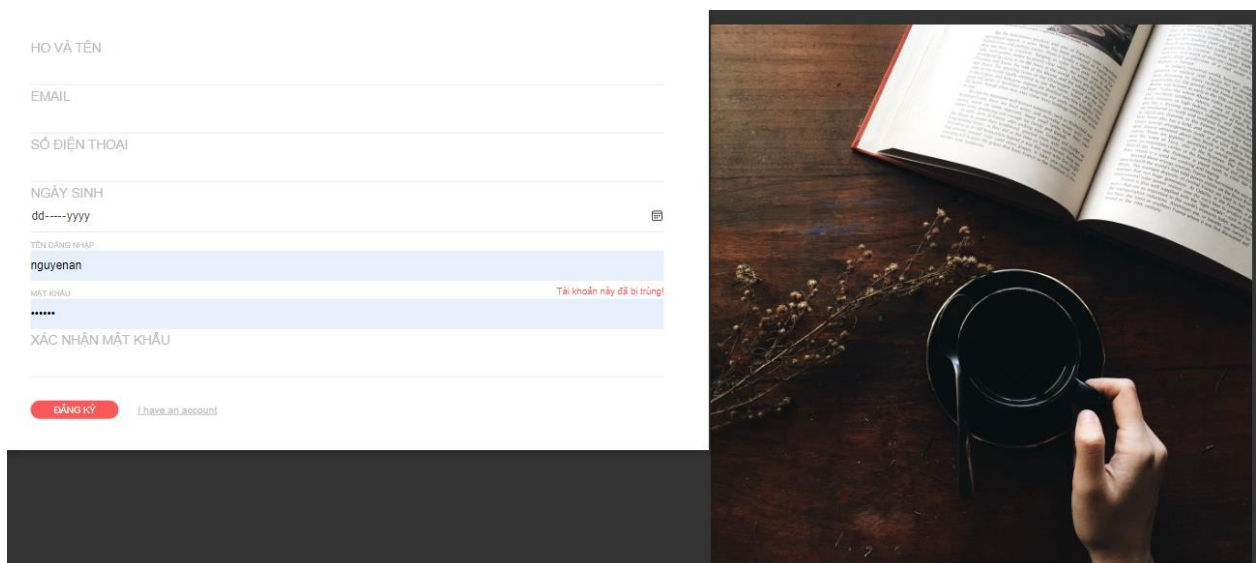 HO VÀ TÊN
EMAIL
SỐ ĐIỆN THOẠI
NGÀY SINH
dd-----yyyy
TÊN ĐĂNG NHẬP
nguyenan
MẬT KHẨU
Tài khoản này đã bị trùng!
••••••
XÁC NHẬN MẬT KHẨU
ĐĂNG KÝ
I have an account